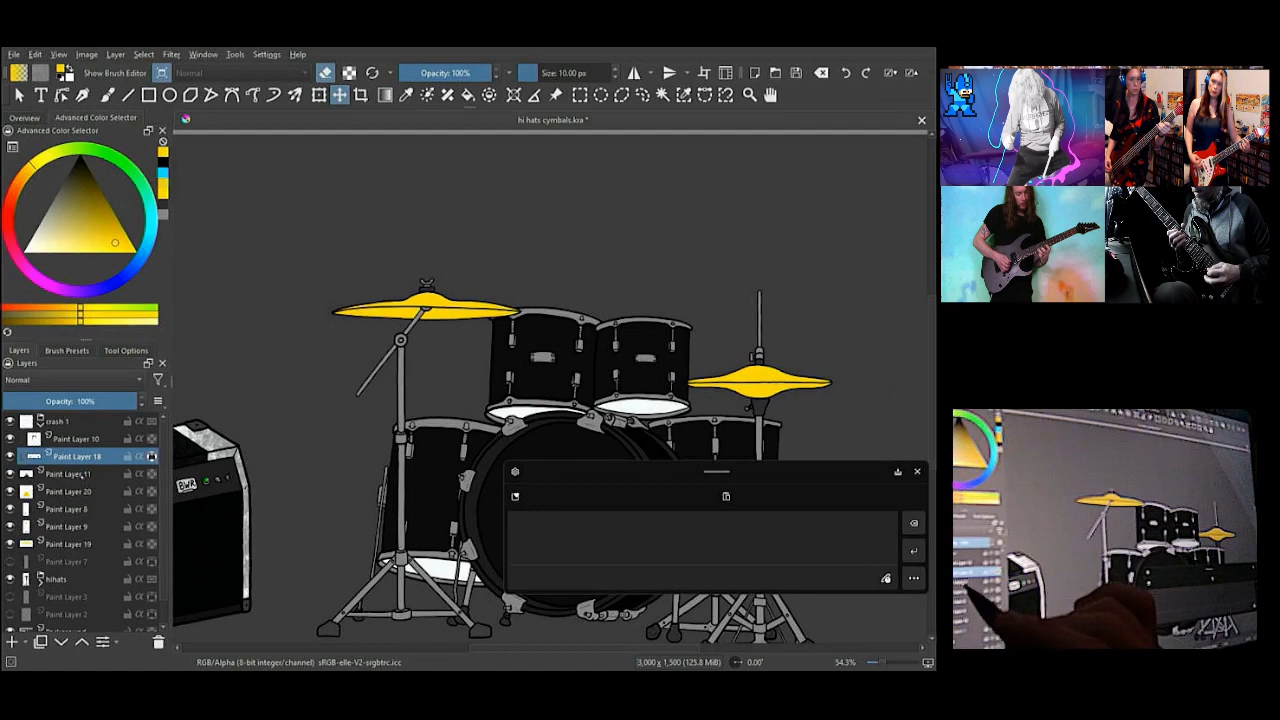 File Edit View Image Layer Select Filter Window Tools Settings Help
Show Brush Editor Normal Opacity: 100% Size: 10.00 px
Overview Advanced Color Selector
hi hats cymbals.kra *
Advanced Color Selector
Layers Brush Presets Tool Options
Layers
Normal
Opacity: 100%
crash 1
Paint Layer 10
Paint Layer 18
Paint Layer 11
Paint Layer 20
Paint Layer 8
Paint Layer 9
Paint Layer 19
Paint Layer 7
hihats
Paint Layer 3
Paint Layer 2
RGB/Alpha (8-bit integer/channel) sRGB-elle-V2-srgbtrc.icc
3,000 x 1,500 (125.8 MiB)
0.00°
54.3%